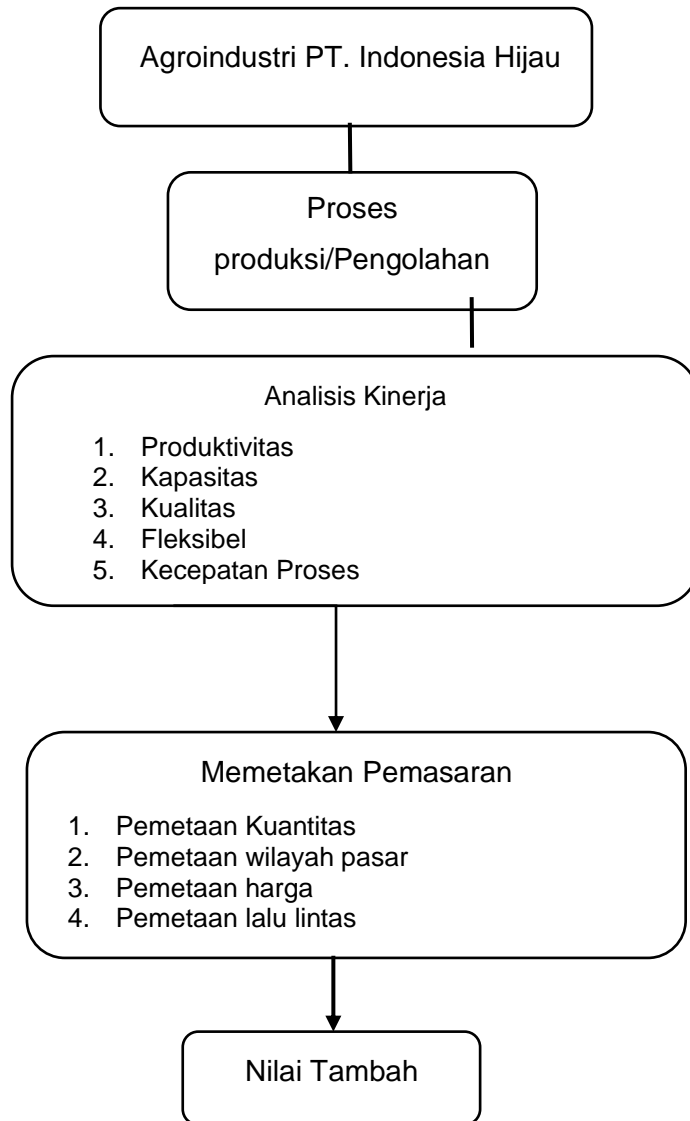 Agroindustri PT. Indonesia Hijau
Proses
produksi/Pengolahan
Analisis Kinerja
1. Produktivitas
2. Kapasitas
3. Kualitas
4. Fleksibel
5. Kecepatan Proses
Memetakan Pemasaran
1. Pemetaan Kuantitas
2. Pemetaan wilayah pasar
3. Pemetaan harga
4. Pemetaan lalu lintas
Nilai Tambah